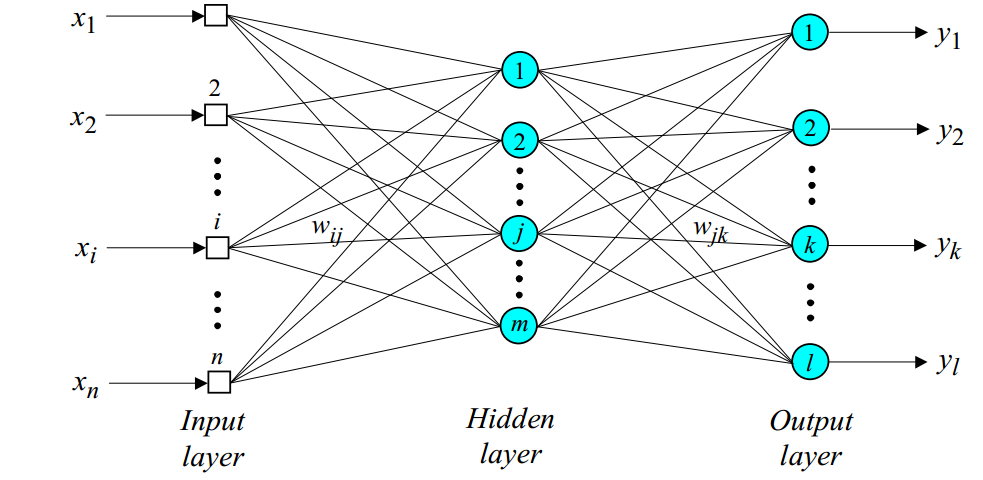 x1
1
y1
1
2
x2
2
2
y2
i
xi
wij
j
wjk
k
yk
n
m
xn
l
yl
Input
layer
Hidden
layer
Output
layer